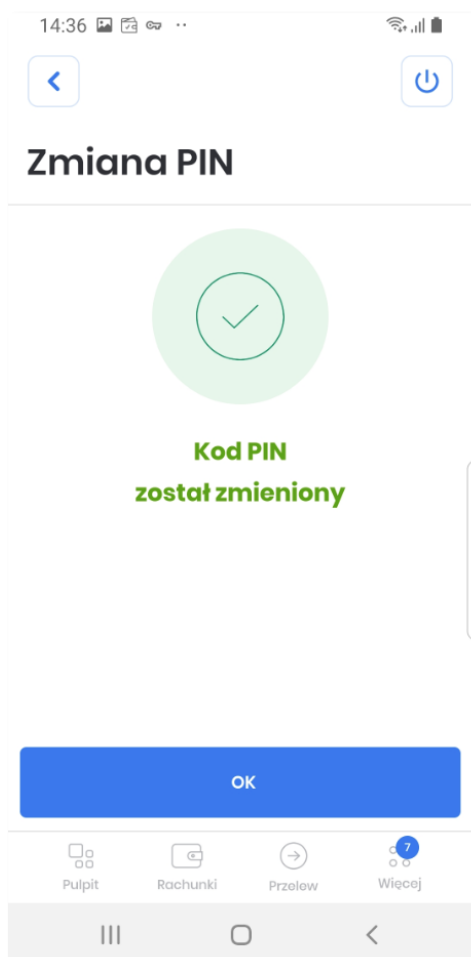 14:36
Zmiana PIN
Kod PIN
został zmieniony
OK
7
Pulpit
Rachunki
Przelew
Więcej